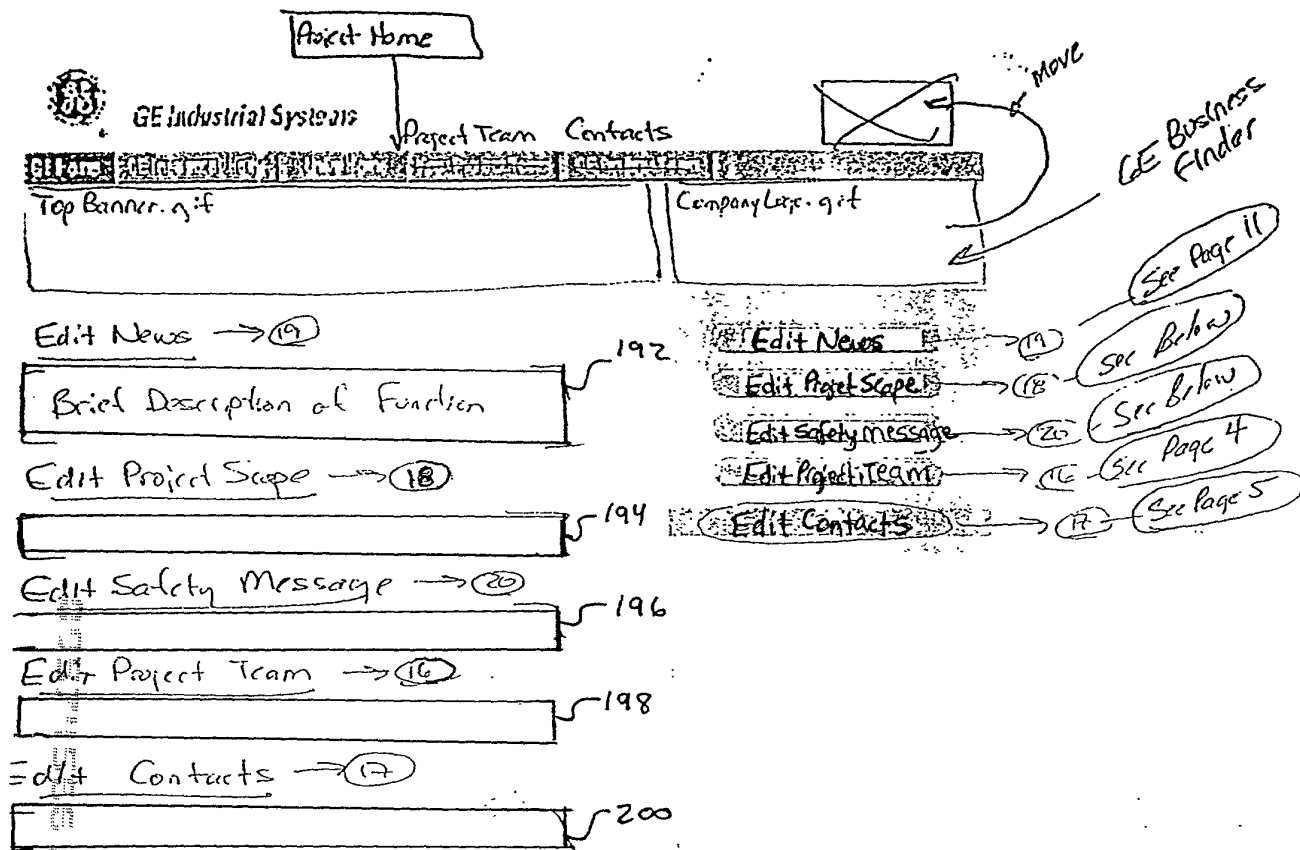 Project Home
Move
GE Industrial Systems
Project Team Contacts
GE Business Finder
Top Banner.gif
Company Logo.gif
See Page 11
Edit News → 19
192
Edit News → 19
See Below
Brief Description of Function
Edit Project Scope → 18
See Below
Edit Safety Message → 20
Edit Project Scope → 18
Edit Project Team → 16
See Page 4
194
Edit Contacts → 17
See Page 5
Edit Safety Message → 20
196
Edit Project Team → 16
198
Edit Contacts → 17
200